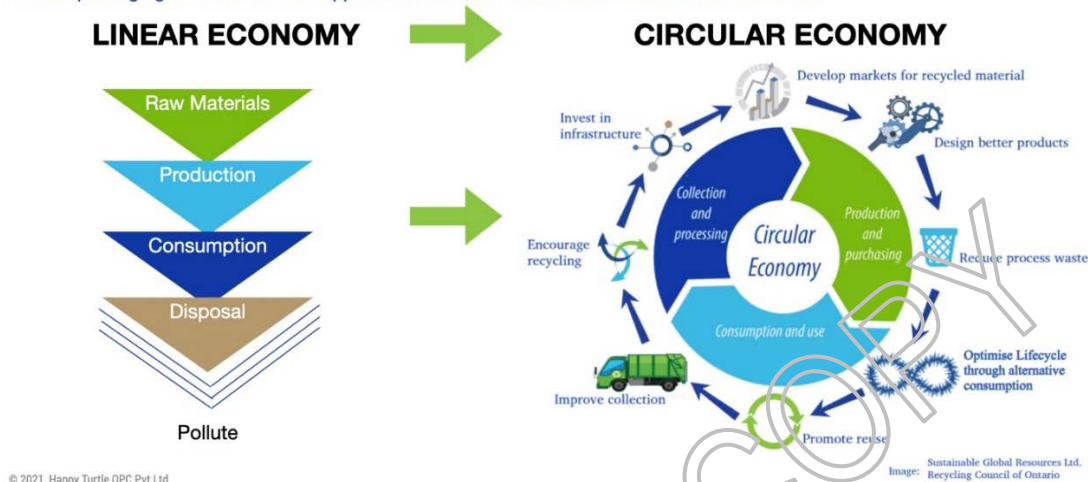 LINEAR ECONOMY
CIRCULAR ECONOMY
Raw Materials
Production
Consumption
Disposal
Pollute
Develop markets for recycled material
Design better products
Reduce process waste
Optimise Lifecycle
through alternative
consumption
Promote reuse
Improve collection
Encourage
recycling
Invest in
infrastructure
Collection
and
processing
Production
and
purchasing
Consumption and use
Circular
Economy
COPY
© 2021, Happy Turtle OPC Pvt Ltd
Image:
Sustainable Global Resources Ltd.
Recycling Council of Ontario